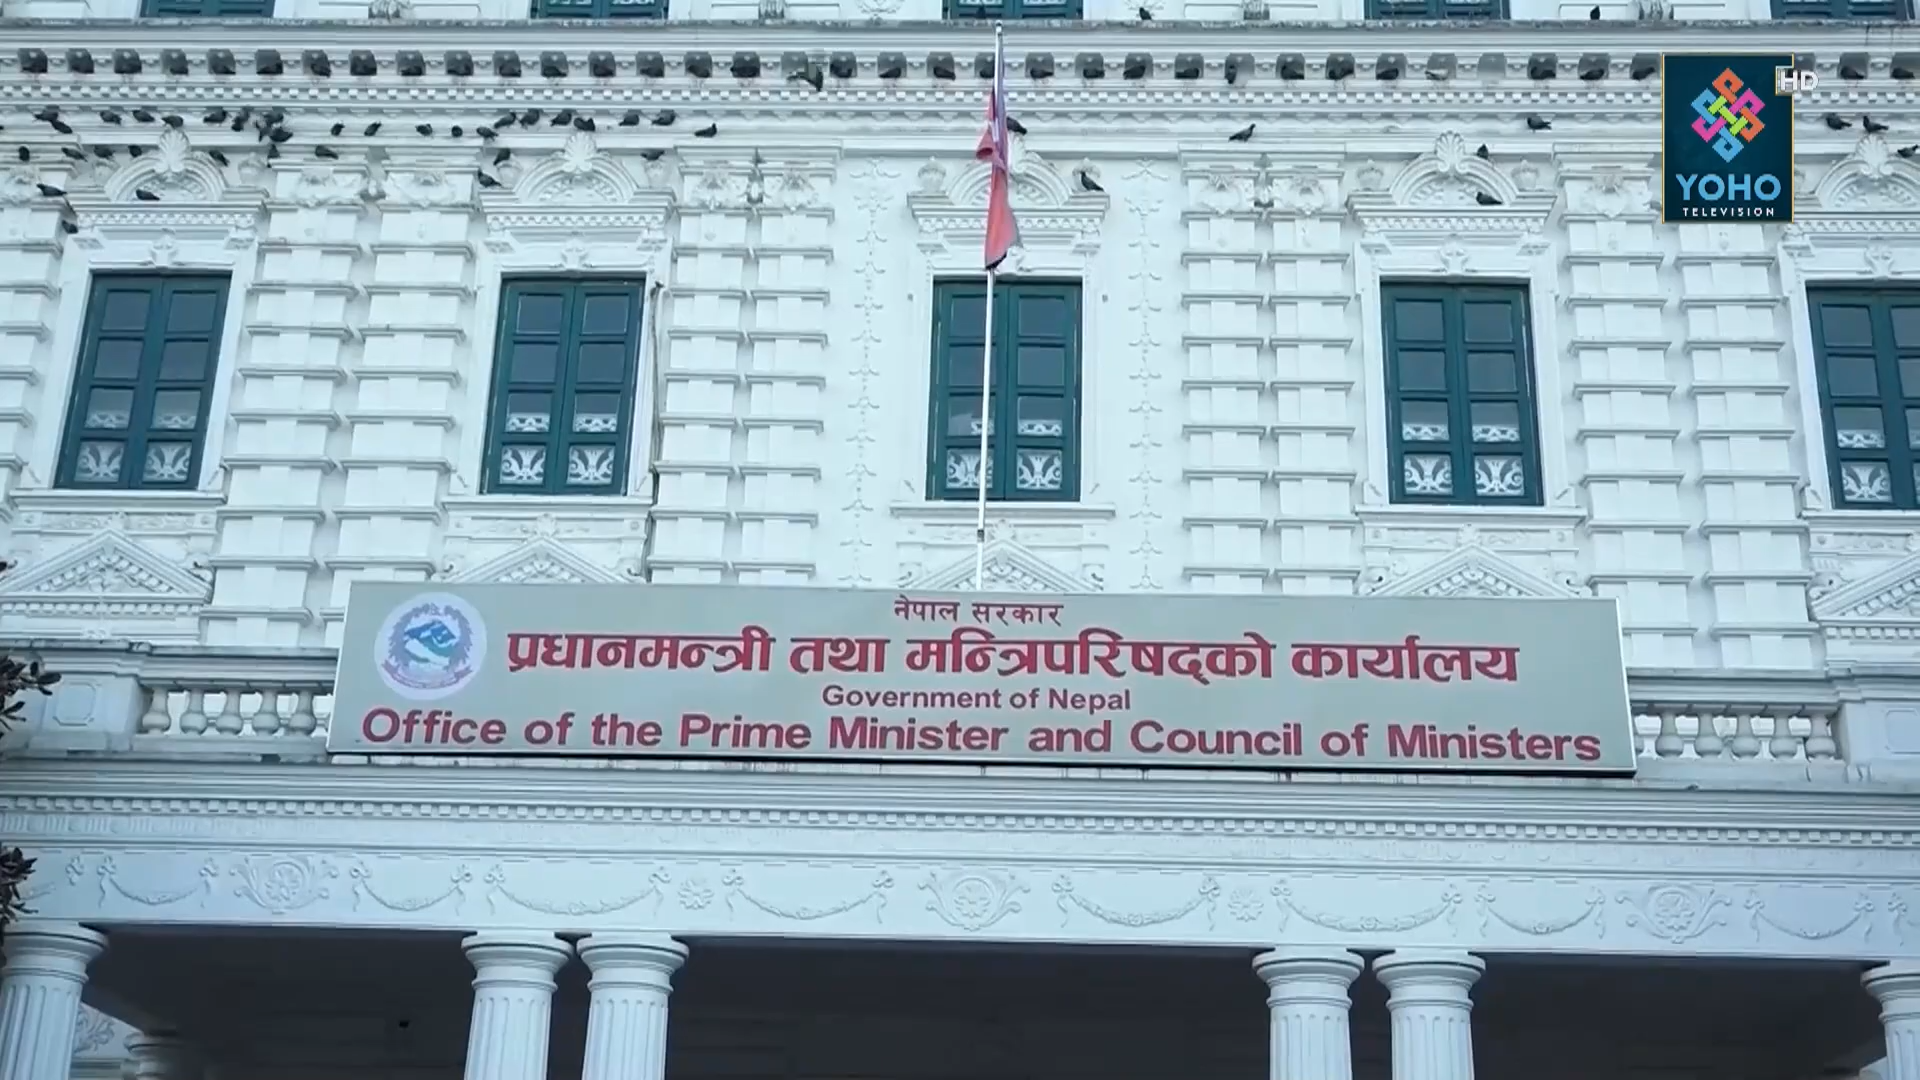 HD
YOHO
TELEVISION
नेपाल सरकार
प्रधानमन्त्री तथा मन्त्रिपरिषद्को कार्यालय
Government of Nepal
Office of the Prime Minister and Council of Ministers